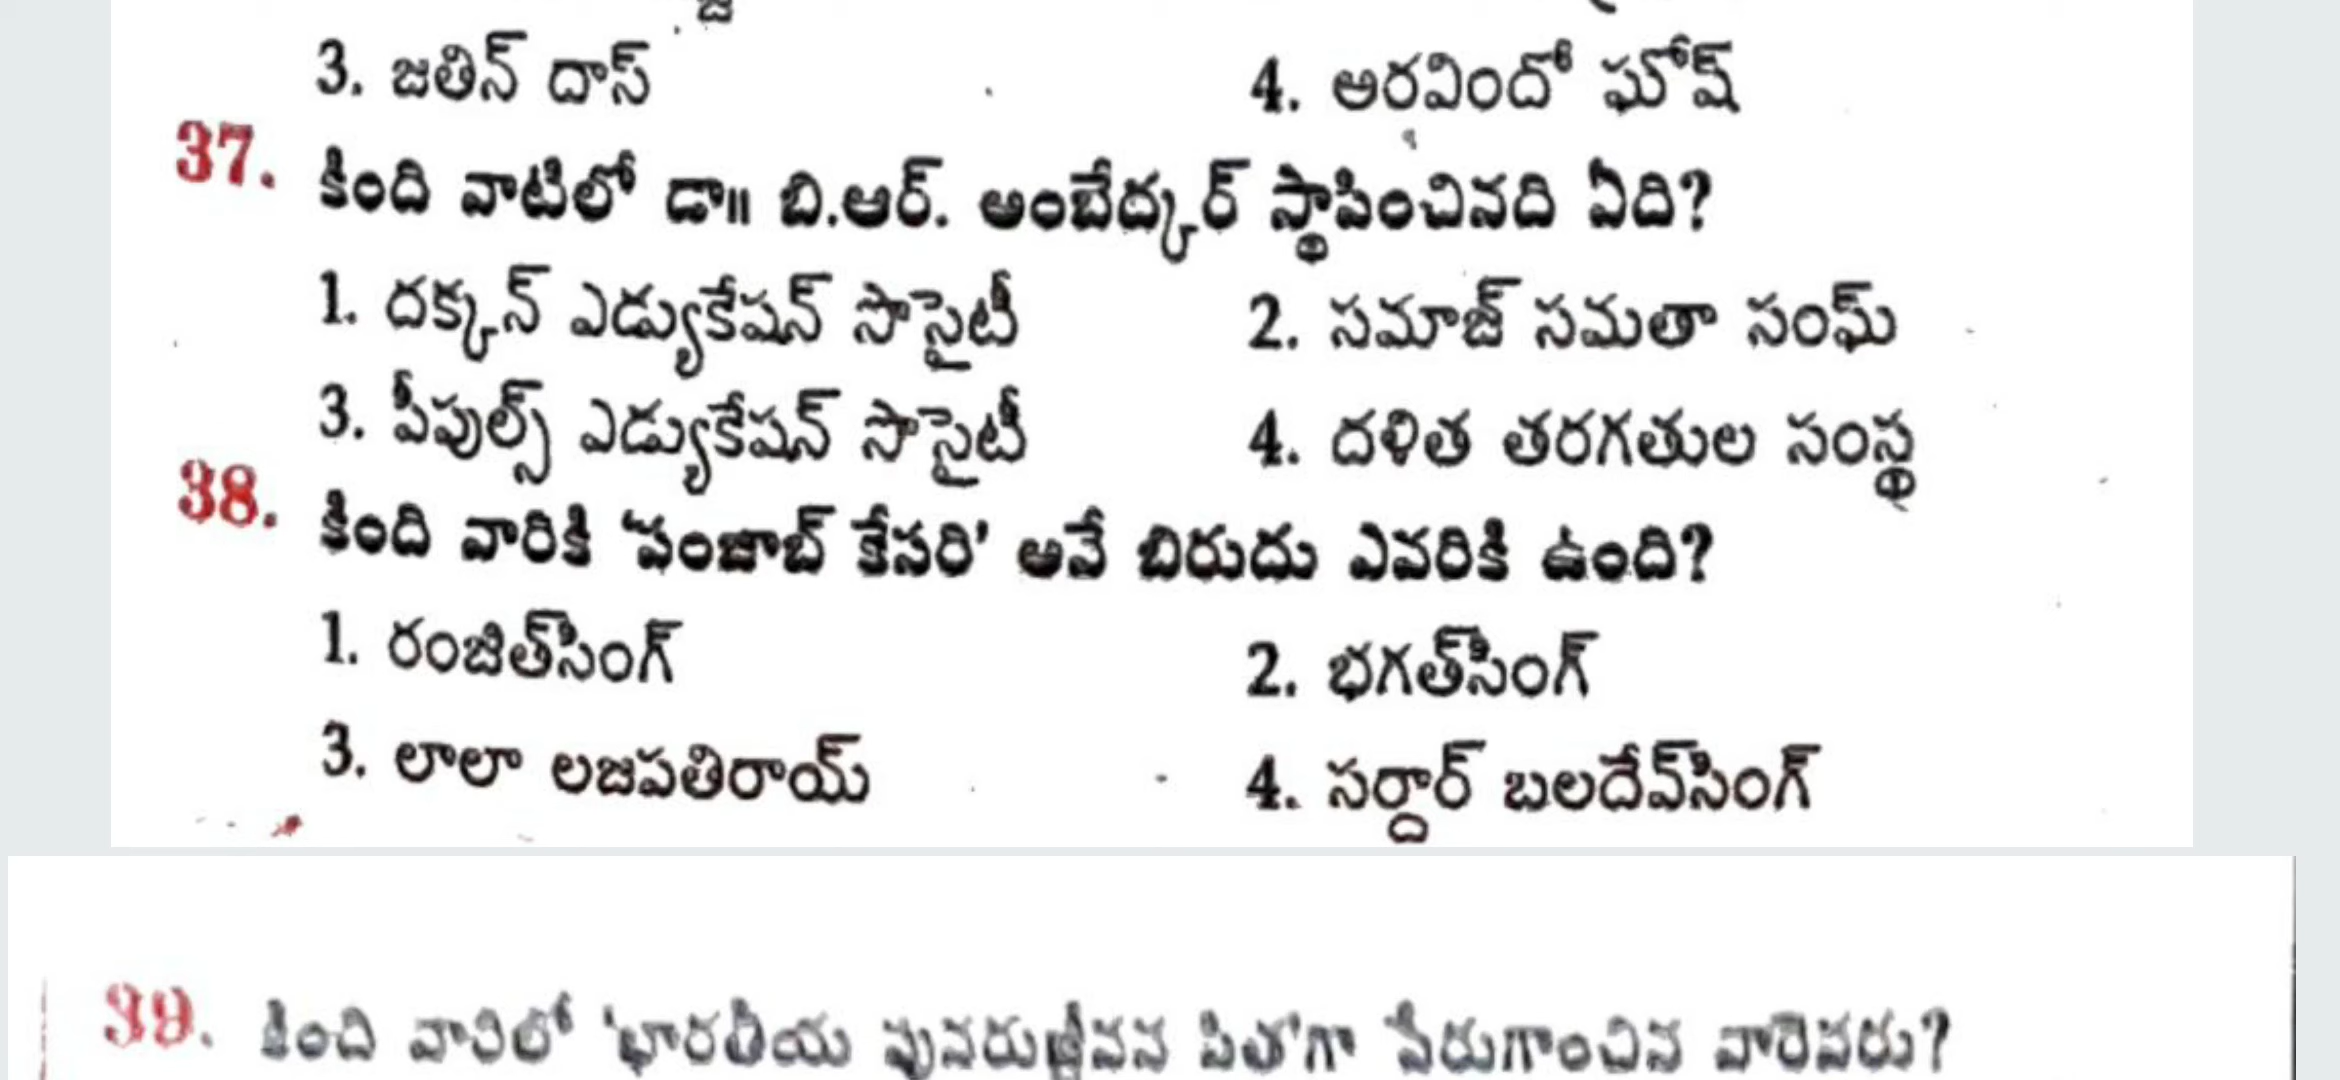 3. జతిన్ దాస్
4. అరవిందో ఘోష్
37. కింది వాటిలో డా॥ బి.ఆర్. అంబేద్కర్ స్థాపించినది ఏది?
1. దక్కన్ ఎడ్యుకేషన్ సొసైటీ
2. సమాజ్ సమతా సంఘ్
3. పీపుల్స్ ఎడ్యుకేషన్ సొసైటీ
4. దళిత తరగతుల సంస్థ
38. కింది వారికి 'పంజాబ్ కేసరి' అనే బిరుదు ఎవరికి ఉంది?
1. రంజిత్‌సింగ్
2. భగత్‌సింగ్
3. లాలా లజపతిరాయ్
4. సర్దార్ బలదేవ్‌సింగ్
39. కింది వారిలో 'భారతీయ పునరుజ్జీవన పితా'గా పేరుగాంచిన వారెవరు?